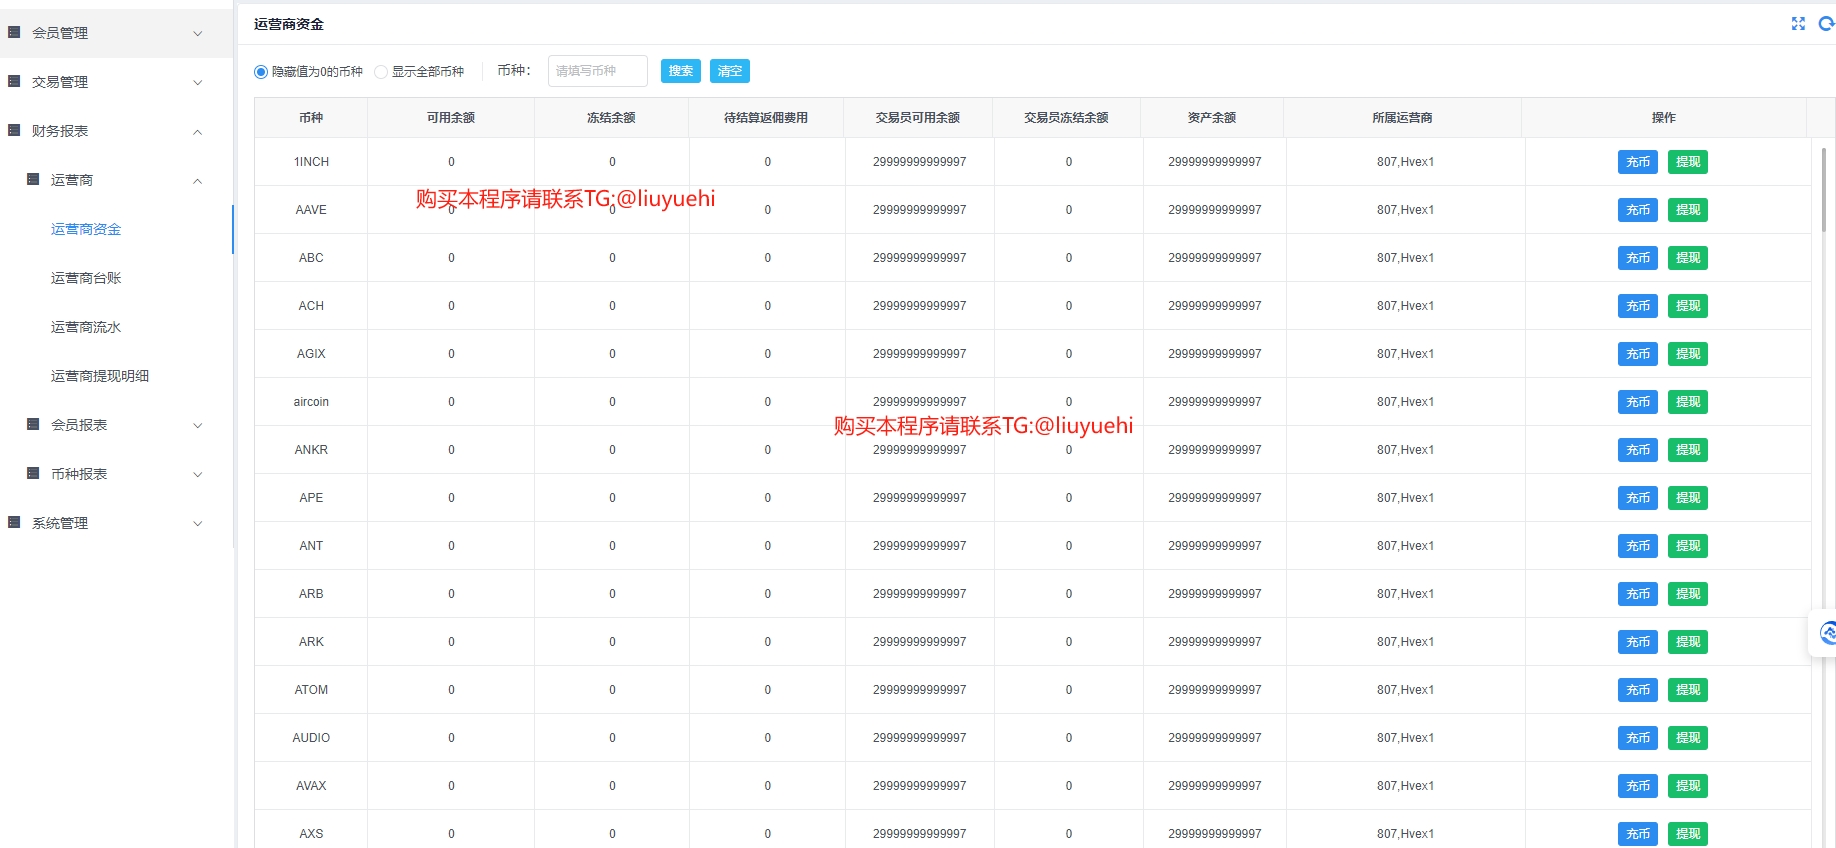 会员管理
交易管理
财务报表
运营商
运营商资金
运营商台账
运营商流水
运营商提现明细
会员报表
币种报表
系统管理
运营商资金
隐藏值为0的币种 显示全部币种 币种： 请填写币种 搜索 清空
币种 可用余额 冻结余额 待结算返佣费用 交易员可用余额 交易员冻结余额 资产余额 所属运营商 操作
1INCH 0 0 0 29999999999997 0 29999999999997 807,Hvex1 充币 提现
购买本程序请联系TG:@liuyuehi
AAVE 0 0 0 29999999999997 0 29999999999997 807,Hvex1 充币 提现
ABC 0 0 0 29999999999997 0 29999999999997 807,Hvex1 充币 提现
ACH 0 0 0 29999999999997 0 29999999999997 807,Hvex1 充币 提现
AGIX 0 0 0 29999999999997 0 29999999999997 807,Hvex1 充币 提现
aircoin 0 0 0 29999999999997 0 29999999999997 807,Hvex1 充币 提现
购买本程序请联系TG:@liuyuehi
ANKR 0 0 0 29999999999997 0 29999999999997 807,Hvex1 充币 提现
APE 0 0 0 29999999999997 0 29999999999997 807,Hvex1 充币 提现
ANT 0 0 0 29999999999997 0 29999999999997 807,Hvex1 充币 提现
ARB 0 0 0 29999999999997 0 29999999999997 807,Hvex1 充币 提现
ARK 0 0 0 29999999999997 0 29999999999997 807,Hvex1 充币 提现
ATOM 0 0 0 29999999999997 0 29999999999997 807,Hvex1 充币 提现
AUDIO 0 0 0 29999999999997 0 29999999999997 807,Hvex1 充币 提现
AVAX 0 0 0 29999999999997 0 29999999999997 807,Hvex1 充币 提现
AXS 0 0 0 29999999999997 0 29999999999997 807,Hvex1 充币 提现